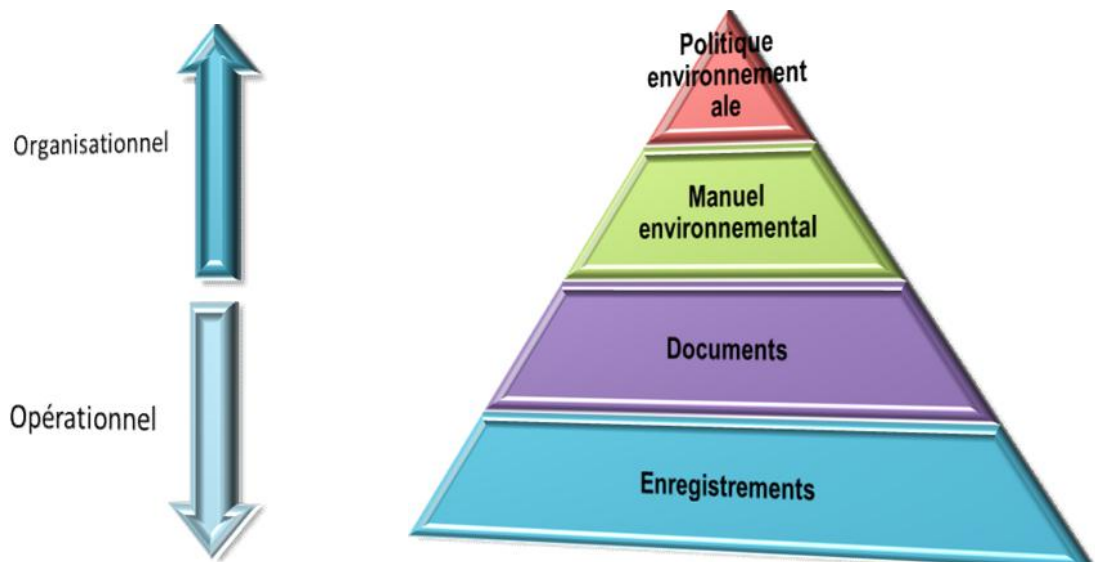 Organisationnel
Opérationnel
Politique
environnement
ale
Manuel
environnemental
Documents
Enregistrements